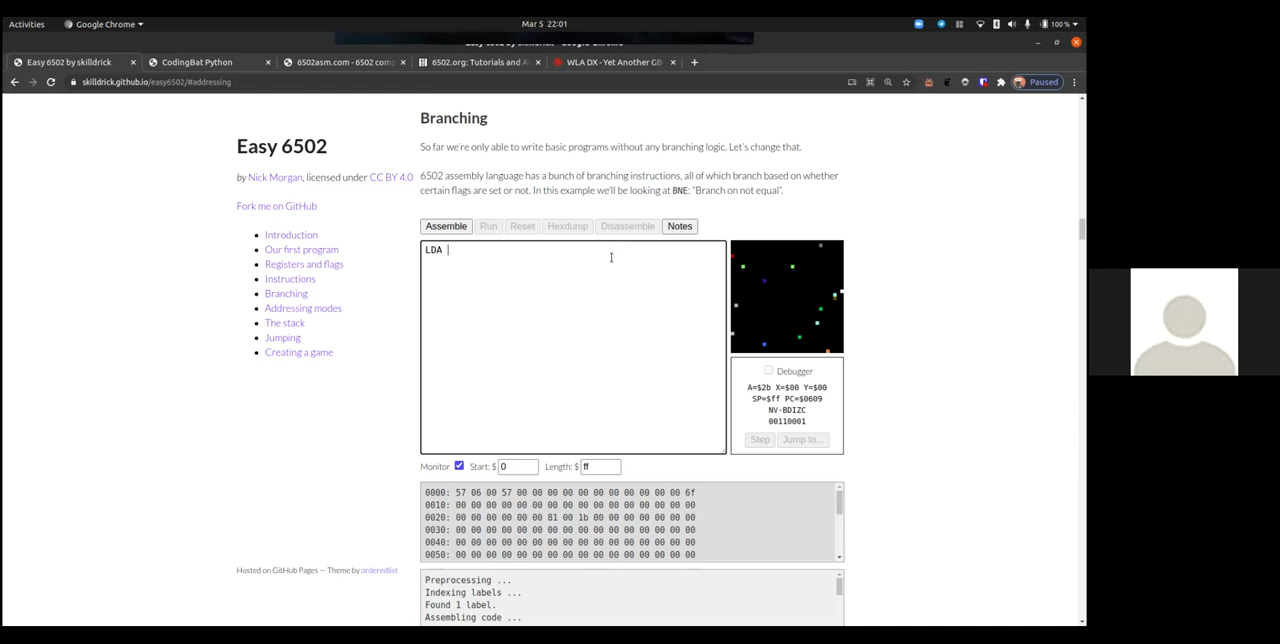 Activities Google Chrome Mar 5 22:01 100 %
Easy 6502 by skilldrick - Google Chrome
Easy 6502 by skilldrick CodingBat Python 6502asm.com - 6502 comp 6502.org: Tutorials and A WLA DX - Yet Another GB
skilldrick.github.io/easy6502/#addressing Paused
Easy 6502
by Nick Morgan, licensed under CC BY 4.0
Fork me on GitHub
Introduction
Our first program
Registers and flags
Instructions
Branching
Addressing modes
The stack
Jumping
Creating a game
Hosted on GitHub Pages — Theme by orderedlist
Branching
So far we're only able to write basic programs without any branching logic. Let's change that.
6502 assembly language has a bunch of branching instructions, all of which branch based on whether
certain flags are set or not. In this example we'll be looking at BNE: "Branch on not equal".
Assemble Run Reset Hexdump Disassemble Notes
LDA
Debugger
A=$2b X=$00 Y=$00
SP=$ff PC=$0609
NV-BDIZC
00110001
Step Jump to...
Monitor Start: $ 0 Length: $ ff
0000: 57 06 00 57 00 00 00 00 00 00 00 00 00 00 00 6f
0010: 00 00 00 00 00 00 00 00 00 00 00 00 00 00 00 00
0020: 00 00 00 00 00 00 81 00 1b 00 00 00 00 00 00 00
0030: 00 00 00 00 00 00 00 00 00 00 00 00 00 00 00 00
0040: 00 00 00 00 00 00 00 00 00 00 00 00 00 00 00 00
0050: 00 00 00 00 00 00 00 00 00 00 00 00 00 00 00 00
Preprocessing ...
Indexing labels ...
Found 1 label.
Assembling code ...